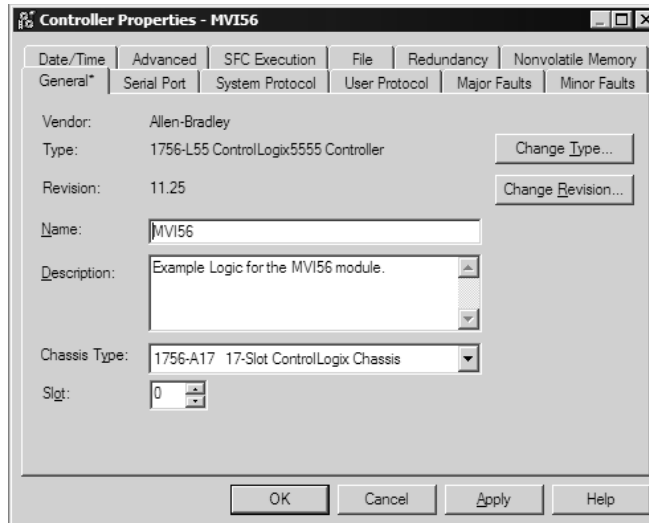 Controller Properties - MVI56
Date/Time Advanced SFC Execution File Redundancy Nonvolatile Memory
General* Serial Port System Protocol User Protocol Major Faults Minor Faults
Vendor: Allen-Bradley
Type: 1756-L55 ControlLogix5555 Controller Change Type...
Revision: 11.25 Change Revision...
Name: MVI56
Description: Example Logic for the MVI56 module.
Chassis Type: 1756-A17 17-Slot ControlLogix Chassis
Slot: 0
OK Cancel Apply Help